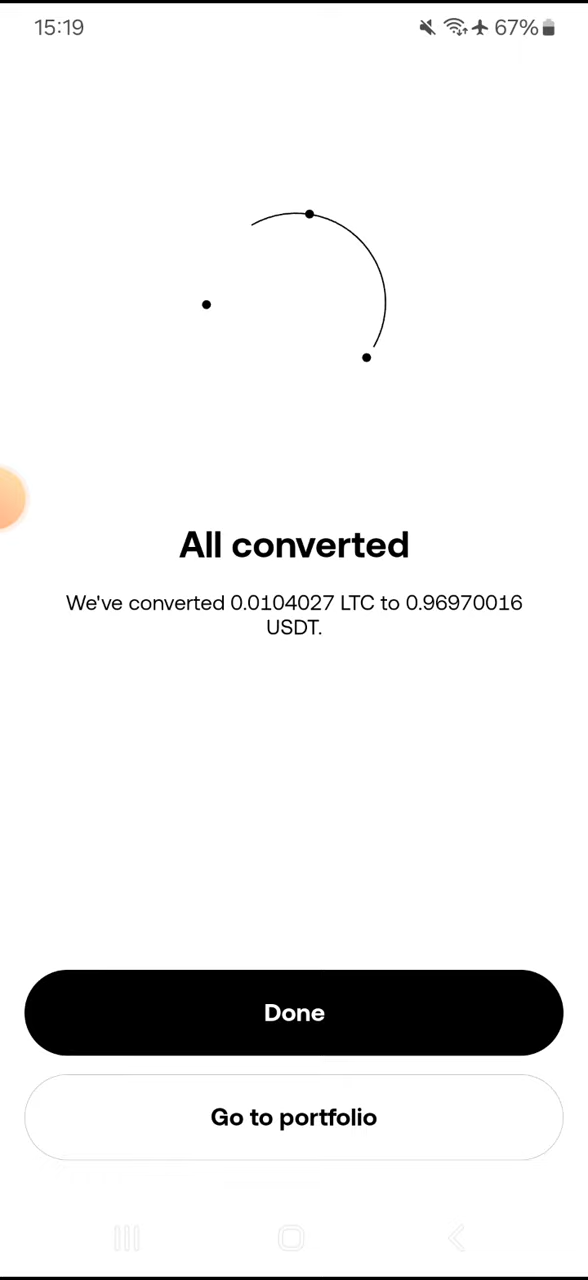 15:19
67%
All converted
We've converted 0.0104027 LTC to 0.96970016
USDT.
Done
Go to portfolio